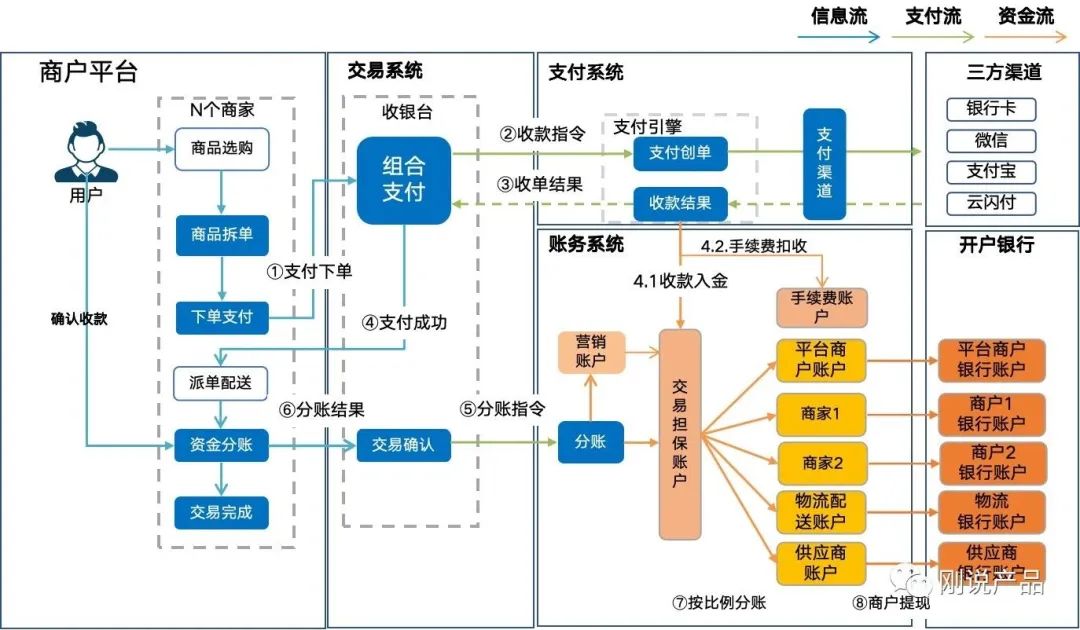 信息流
支付流
资金流
商户平台
N个商家
用户
商品选购
商品拆单
①支付下单
下单支付
确认收款
派单配送
⑥分账结果
资金分账
交易完成
交易系统
收银台
组合
支付
④支付成功
交易确认
②收款指令
③收单结果
⑤分账指令
支付系统
支付引擎
支付创单
收款结果
支
付
渠
道
三方渠道
银行卡
微信
支付宝
云闪付
账务系统
4.2.手续费扣收
4.1收款入金
手续费账
户
营销
账户
分账
交
易
担
保
账
户
平台商
户账户
商家1
商家2
物流配
送账户
供应商
账户
⑦按比例分账
⑧商户提现
开户银行
平台商户
银行账户
商户1
银行账户
商户2
银行账户
物流
银行账户
供应商
银行账户
刚说产品